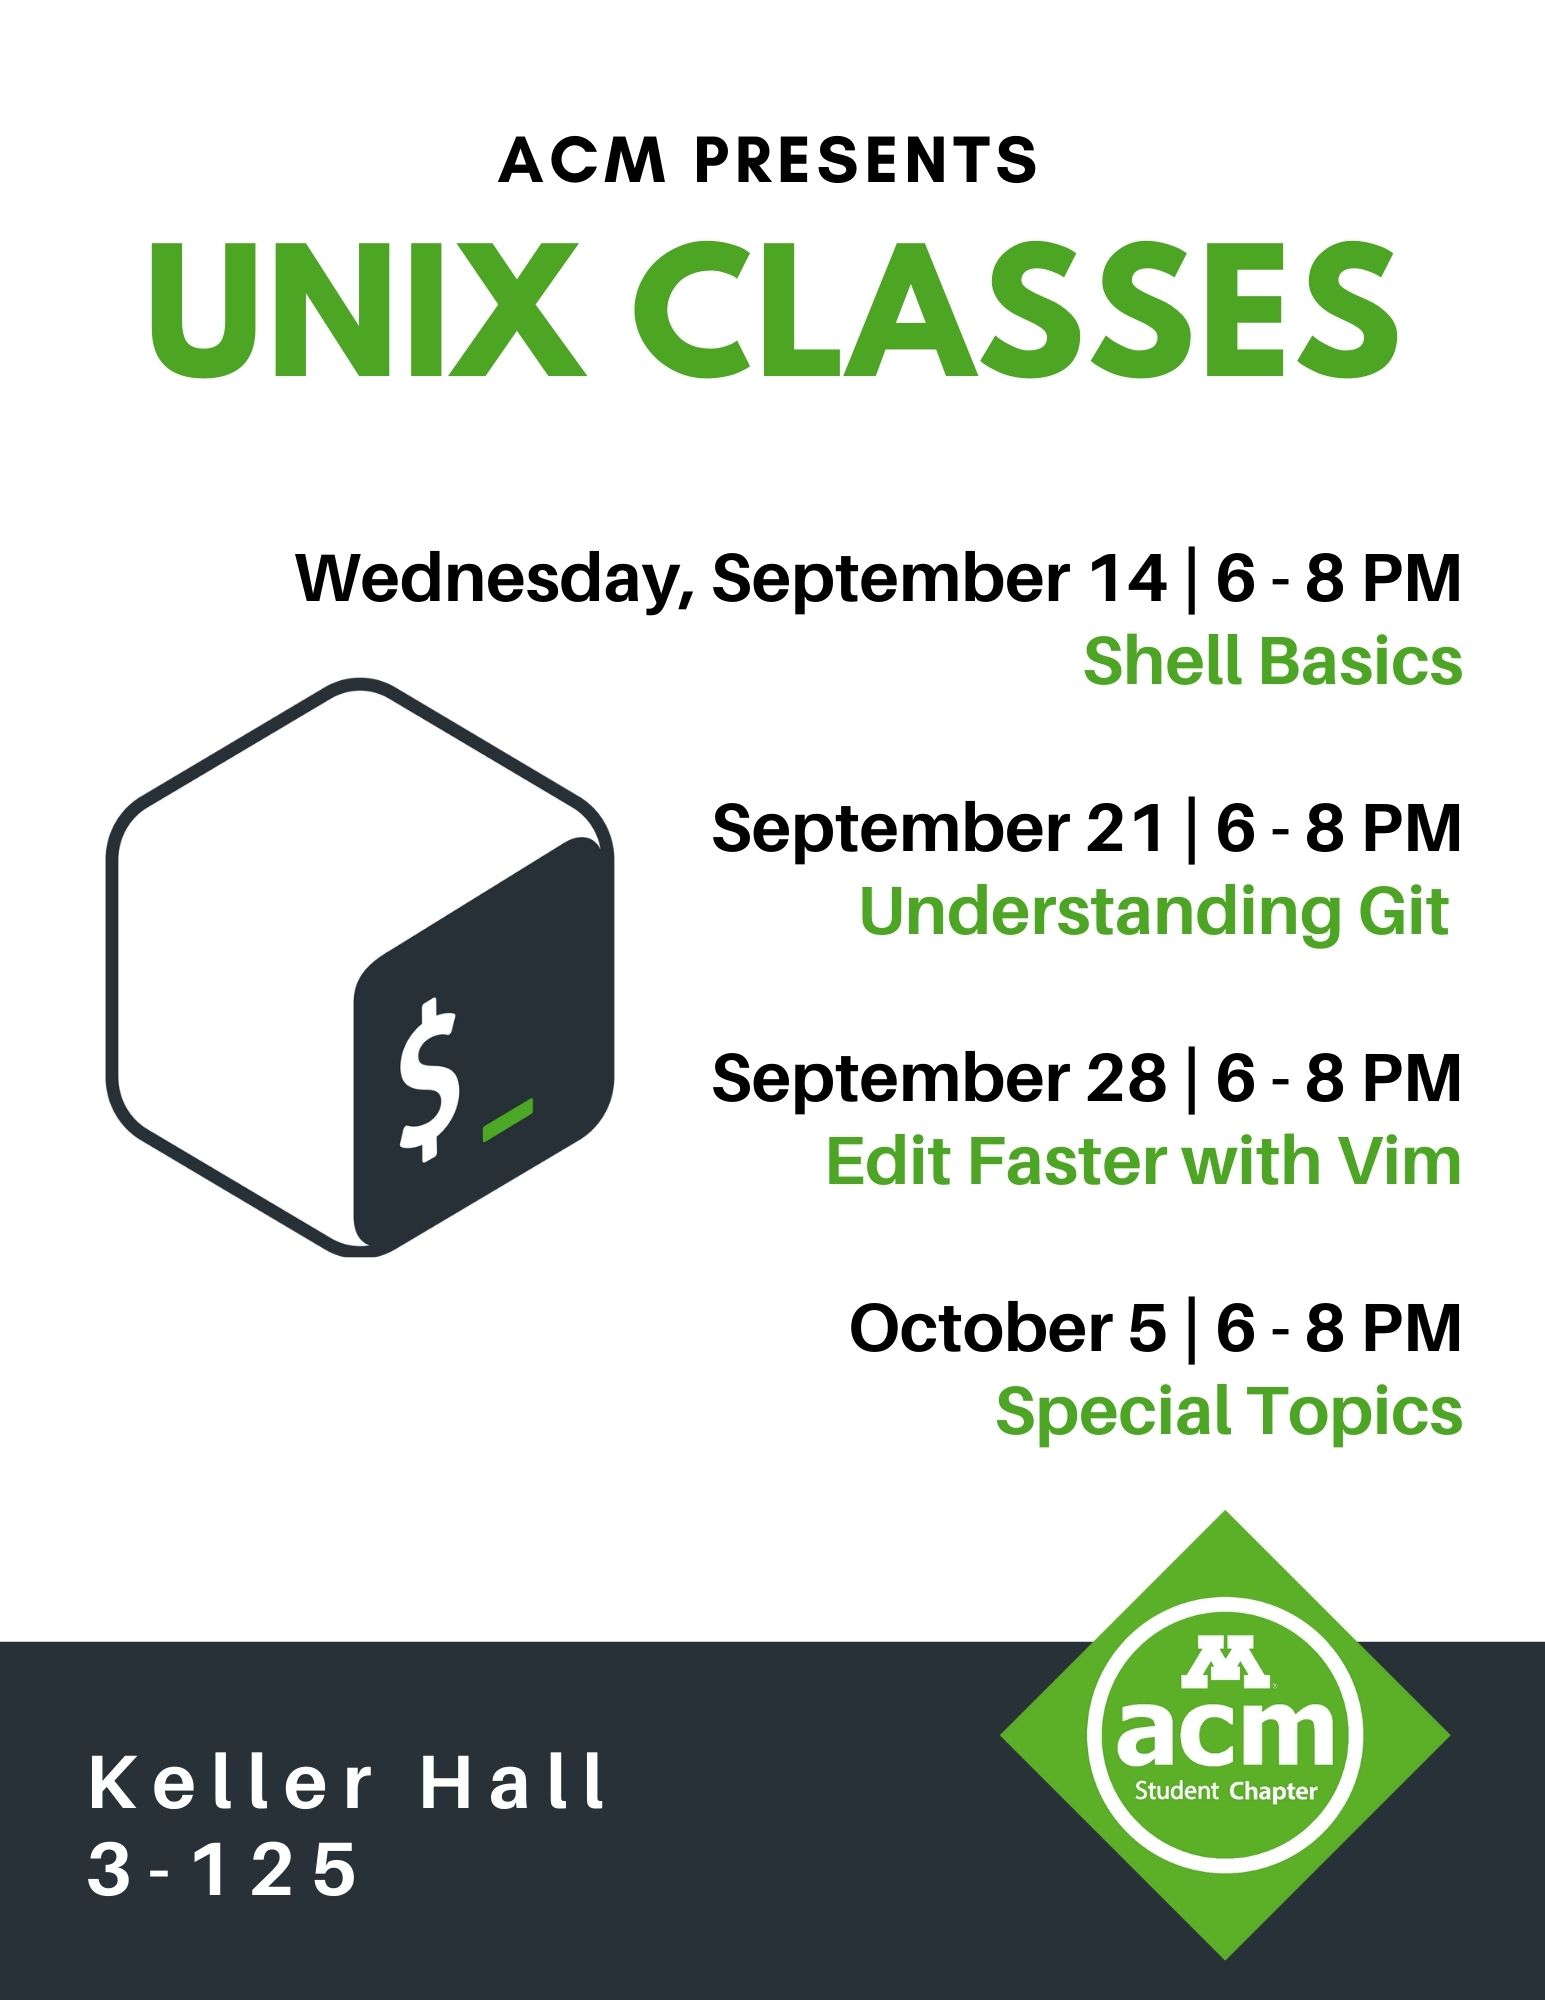 ACM PRESENTS
UNIX CLASSES
Wednesday, September 14 | 6 - 8 PM
Shell Basics
September 21 | 6 - 8 PM
Understanding Git
September 28 | 6 - 8 PM
Edit Faster with Vim
October 5 | 6 - 8 PM
Special Topics
$_
Keller Hall
3-125
M
acm
Student Chapter